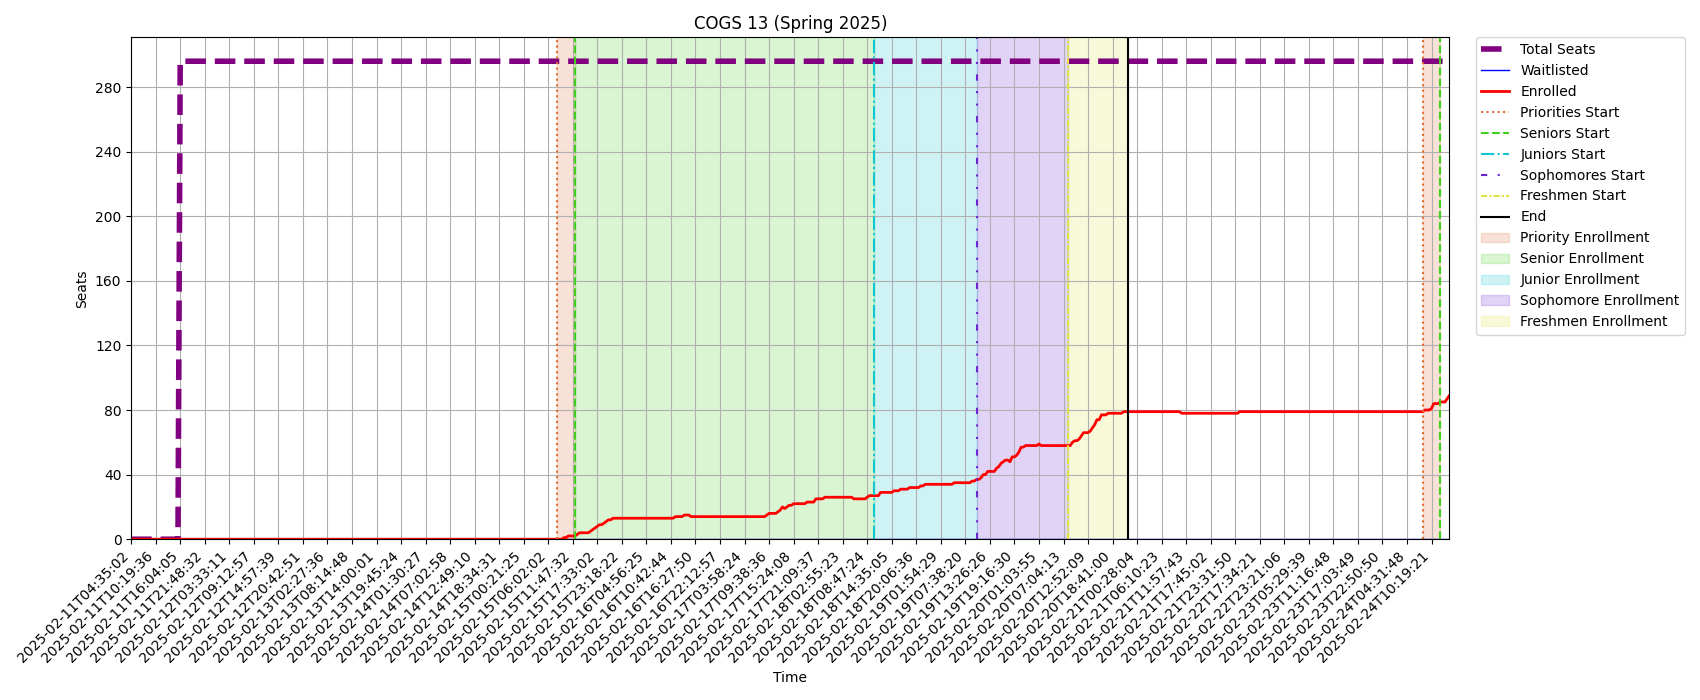 COGS 13 (Spring 2025)
Total Seats
Waitlisted
Enrolled
Priorities Start
Seniors Start
Juniors Start
Sophomores Start
Freshmen Start
End
Priority Enrollment
Senior Enrollment
Junior Enrollment
Sophomore Enrollment
Freshmen Enrollment
Seats
280
240
200
160
120
80
40
0
2025-02-11T04:35:02
2025-02-11T10:19:36
2025-02-11T16:04:05
2025-02-11T21:48:32
2025-02-12T03:33:11
2025-02-12T09:12:57
2025-02-12T14:57:39
2025-02-12T20:42:51
2025-02-13T02:27:36
2025-02-13T08:14:48
2025-02-13T14:00:01
2025-02-13T19:45:24
2025-02-14T01:30:27
2025-02-14T07:02:58
2025-02-14T12:49:10
2025-02-14T18:34:31
2025-02-15T00:21:25
2025-02-15T06:02:02
2025-02-15T11:47:32
2025-02-15T17:33:02
2025-02-15T23:18:22
2025-02-16T04:56:25
2025-02-16T10:42:44
2025-02-16T16:27:50
2025-02-16T22:12:57
2025-02-17T03:58:24
2025-02-17T09:38:36
2025-02-17T15:24:08
2025-02-17T21:09:37
2025-02-18T02:55:23
2025-02-18T08:47:24
2025-02-18T14:35:05
2025-02-18T20:06:36
2025-02-19T01:54:29
2025-02-19T07:38:20
2025-02-19T13:26:26
2025-02-19T19:16:30
2025-02-20T01:03:55
2025-02-20T07:04:13
2025-02-20T12:52:09
2025-02-20T18:41:00
2025-02-21T00:28:04
2025-02-21T06:10:23
2025-02-21T11:57:43
2025-02-21T17:45:02
2025-02-21T23:31:50
2025-02-22T17:34:21
2025-02-22T23:21:06
2025-02-23T05:29:39
2025-02-23T11:16:48
2025-02-23T17:03:49
2025-02-23T22:50:50
2025-02-24T04:31:48
2025-02-24T10:19:21
Time